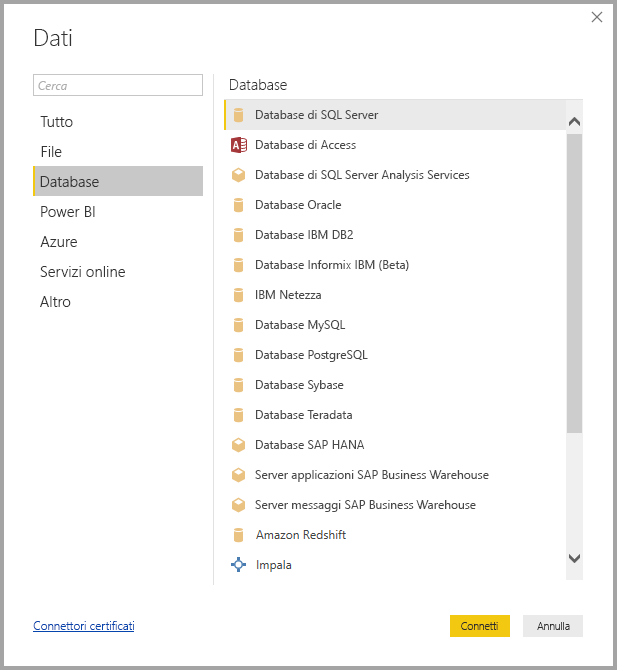 Dati
Cerca
Tutto
File
Database
Power BI
Azure
Servizi online
Altro
Database
Database di SQL Server
A
Database di Access
Database di SQL Server Analysis Services
Database Oracle
Database IBM DB2
Database Informix IBM (Beta)
IBM Netezza
Database MySQL
Database PostgreSQL
Database Sybase
Database Teradata
Database SAP HANA
Server applicazioni SAP Business Warehouse
Server messaggi SAP Business Warehouse
Amazon Redshift
Impala
Connettori certificati
Connetti
Annulla